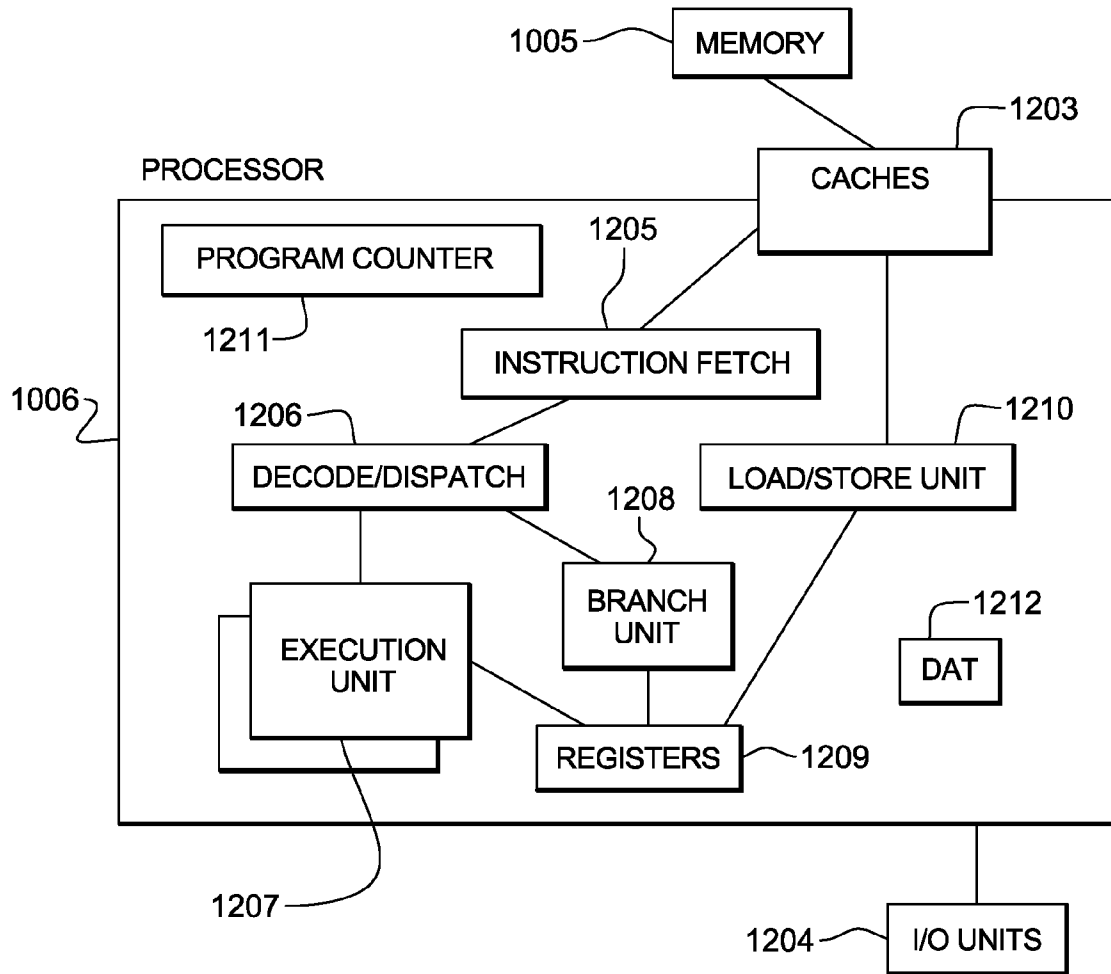 1005
MEMORY
1203
CACHES
PROCESSOR
PROGRAM COUNTER
1211
1205
INSTRUCTION FETCH
1006
1206
DECODE/DISPATCH
1210
LOAD/STORE UNIT
1208
BRANCH
UNIT
EXECUTION
UNIT
1212
DAT
REGISTERS
1209
1207
1204
I/O UNITS